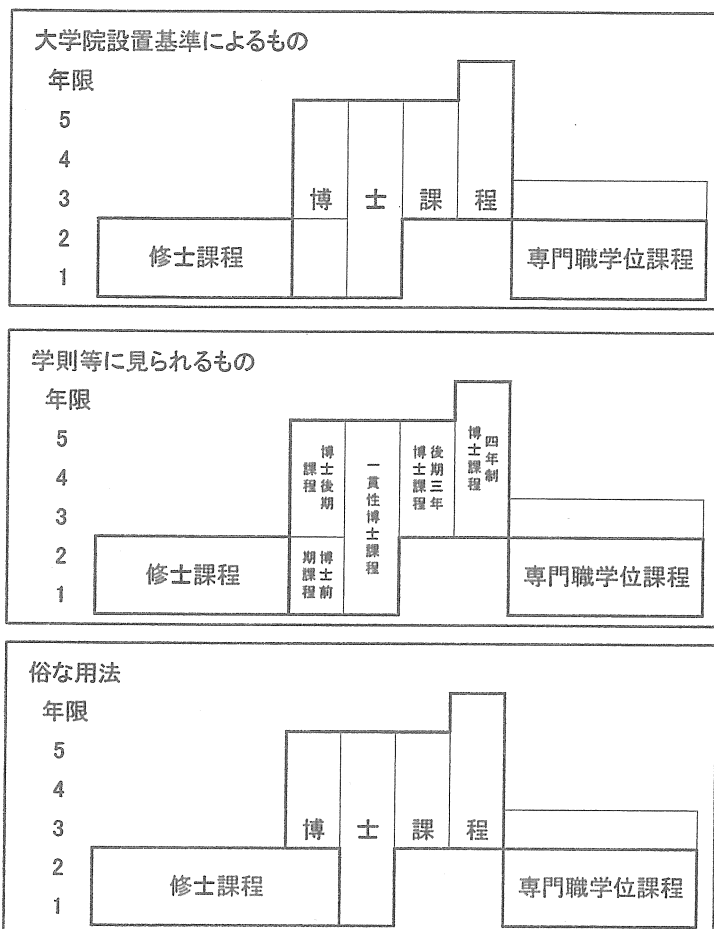 大学院設置基準によるもの
年限
5
4
3
2
1
博士課程
修士課程
専門職学位課程
学則等に見られるもの
年限
5
4
3
2
1
博士後期
課程
一貫性博士課程
後期三年
博士課程
四年制
博士課程
博士前
期課程
修士課程
専門職学位課程
俗な用法
年限
5
4
3
2
1
博士課程
修士課程
専門職学位課程